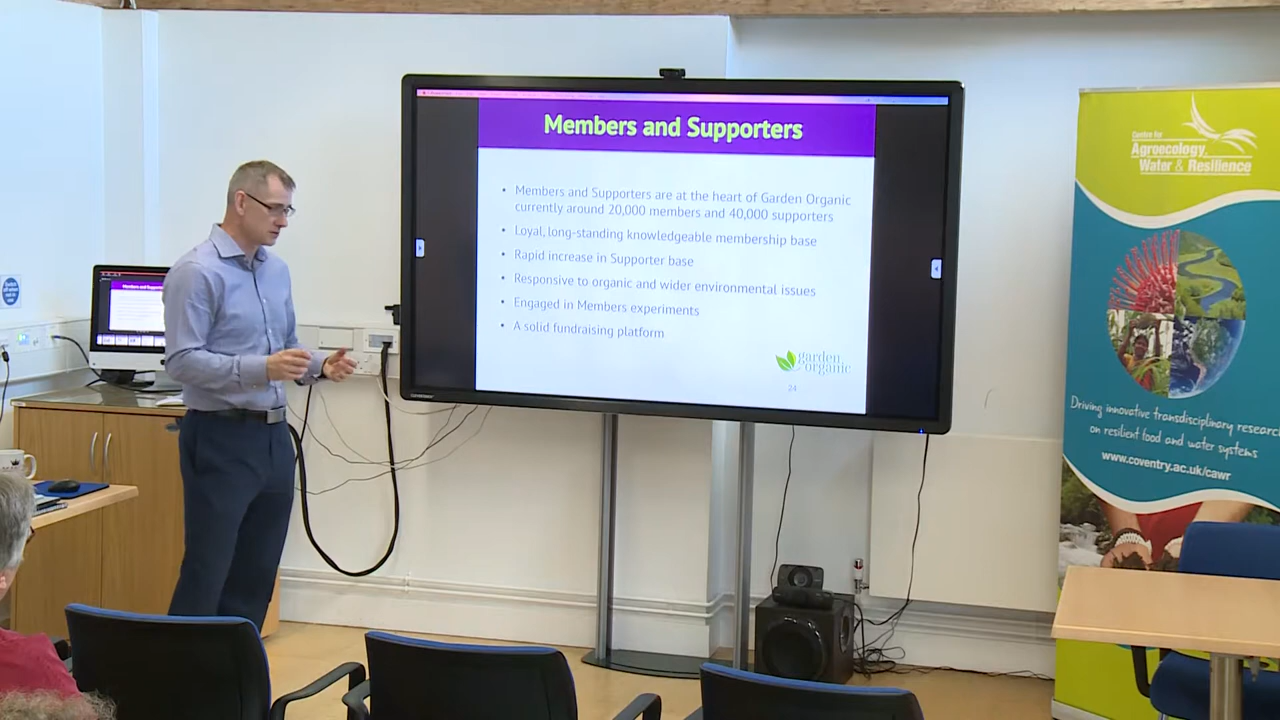 Members and Supporters
• Members and Supporters are at the heart of Garden Organic
currently around 20,000 members and 40,000 supporters
• Loyal, long-standing knowledgeable membership base
• Rapid increase in Supporter base
• Responsive to organic and wider environmental issues
• Engaged in Members experiments
• A solid fundraising platform
garden
organic
24
Centre for
Agroecology,
Water & Resilience
Driving innovative transdisciplinary research
on resilient food and water systems
www.coventry.ac.uk/cawr
Members and Supporters